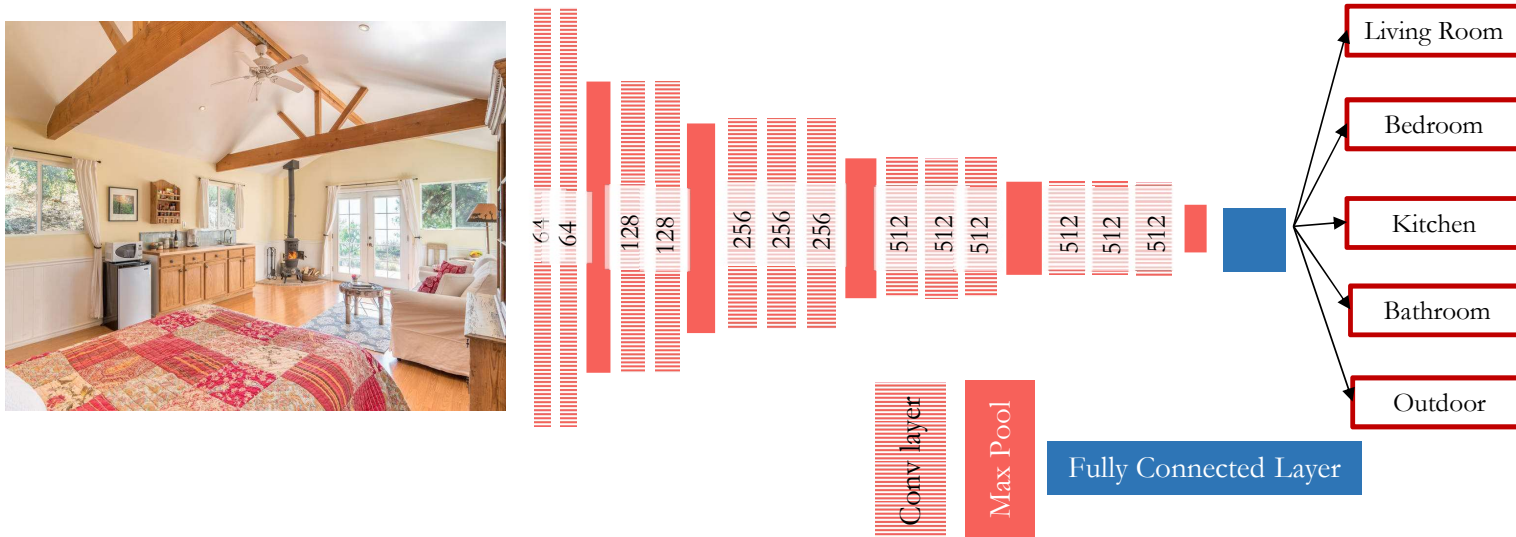 64
64
128
128
256
256
256
512
512
512
512
512
512
Living Room
Bedroom
Kitchen
Bathroom
Outdoor
Conv layer
Max Pool
Fully Connected Layer